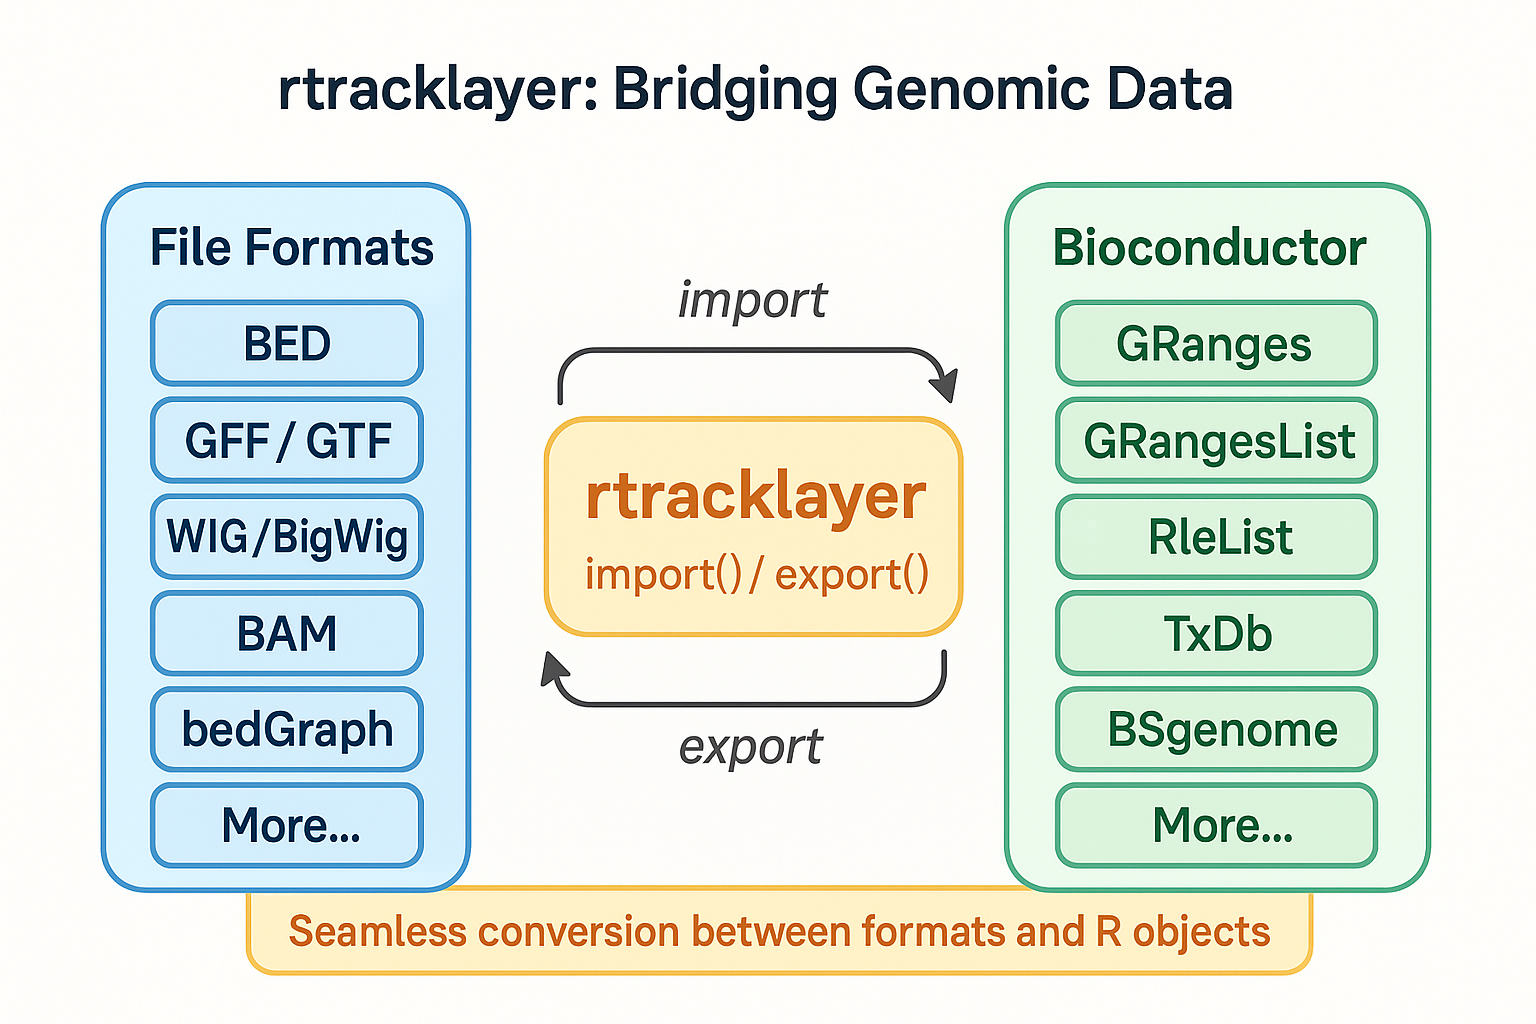 rtracklayer: Bridging Genomic Data
File Formats
BED
GFF / GTF
WIG/BigWig
BAM
bedGraph
More...
import
rtracklayer
import() / export()
export
Bioconductor
GRanges
GRangesList
RleList
TxDb
BSgenome
More...
Seamless conversion between formats and R objects